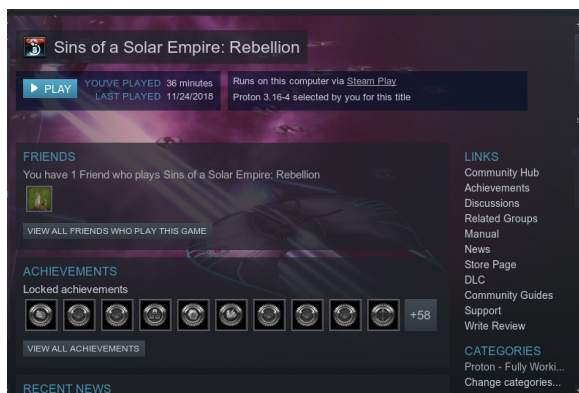 Sins of a Solar Empire: Rebellion
PLAY
YOU'VE PLAYED 36 minutes
LAST PLAYED 11/24/2018
Runs on this computer via Steam Play
Proton 3.16-4 selected by you for this title
FRIENDS
You have 1 Friend who plays Sins of a Solar Empire: Rebellion
VIEW ALL FRIENDS WHO PLAY THIS GAME
ACHIEVEMENTS
Locked achievements
+58
VIEW ALL ACHIEVEMENTS
RECENT NEWS
LINKS
Community Hub
Achievements
Discussions
Related Groups
Manual
News
Store Page
DLC
Community Guides
Support
Write Review
CATEGORIES
Proton - Fully Worki...
Change categories...